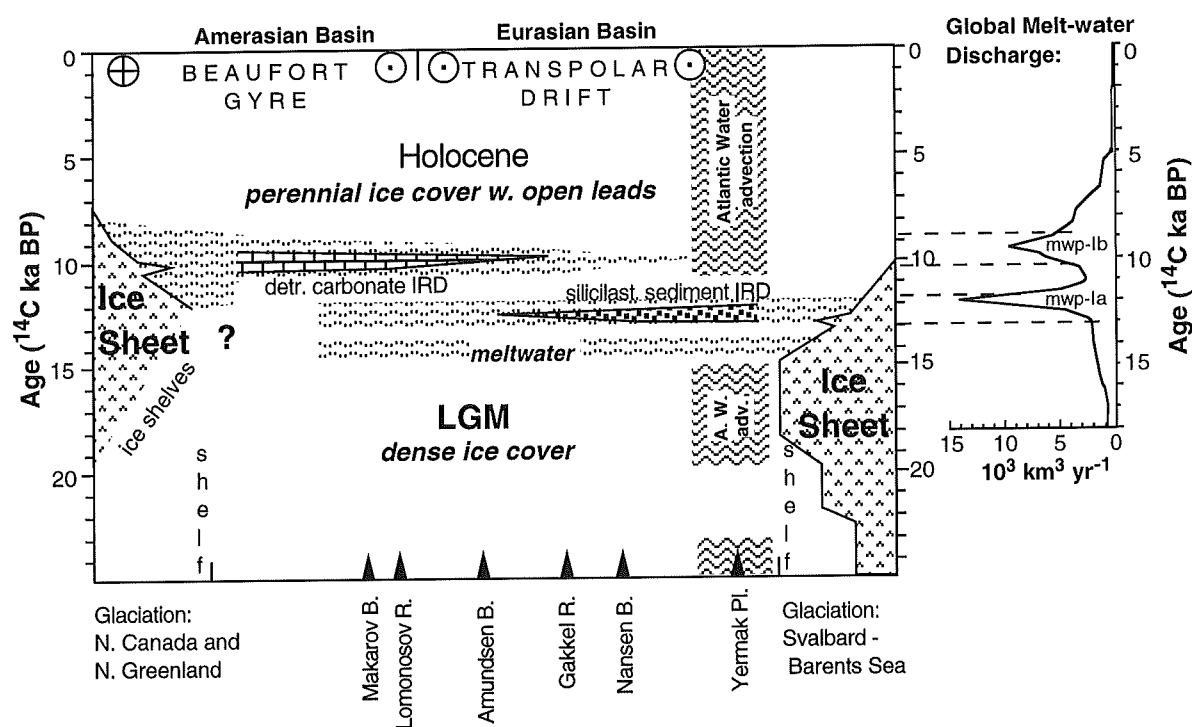 Amerasian Basin
Eurasian Basin
Global Melt-water
Discharge:
BEAUFORT
GYRE
TRANSPOLAR
DRIFT
Atlantic Water
advection
Holocene
perennial ice cover w. open leads
detr. carbonate IRD
silicilast. sediment IRD
meltwater
Ice
Sheet
?
ice shelves
LGM
dense ice cover
A. W.
adv.
Ice
Sheet
shelf
shelf
Age (¹⁴C ka BP)
0
5
10
15
20
0
5
10
15
20
mwp-Ib
mwp-Ia
0
5
10
15
Age (¹⁴C ka BP)
15 10 5 0
10³ km³ yr⁻¹
Glaciation:
N. Canada and
N. Greenland
Makarov B.
Lomonosov R.
Amundsen B.
Gakkel R.
Nansen B.
Yermak Pl.
Glaciation:
Svalbard -
Barents Sea